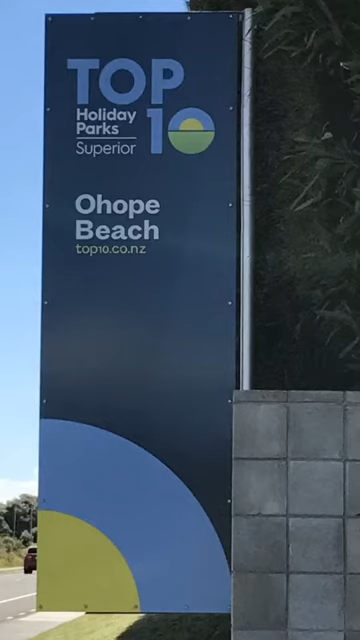 TOP
Holiday
Parks 10
Superior
Ohope
Beach
top10.co.nz